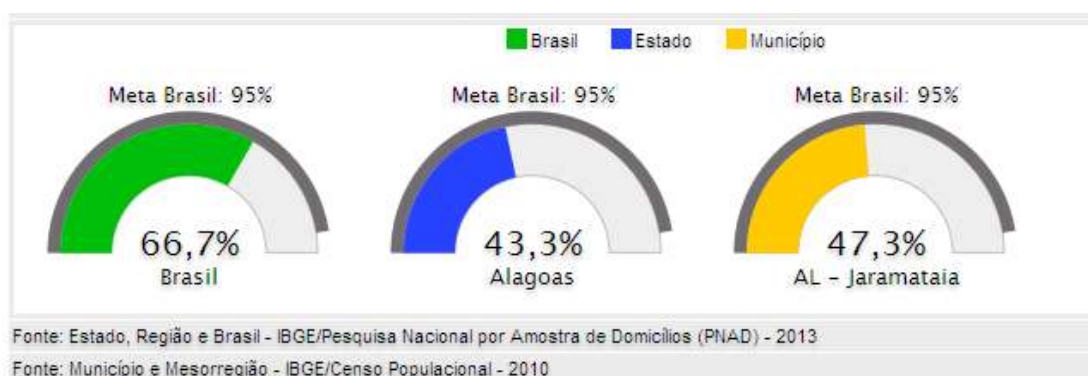 Brasil Estado Município
Meta Brasil: 95% Meta Brasil: 95% Meta Brasil: 95%
66,7% 43,3% 47,3%
Brasil Alagoas AL - Jaramataia
Fonte: Estado, Região e Brasil - IBGE/Pesquisa Nacional por Amostra de Domicílios (PNAD) - 2013
Fonte: Município e Mesorregião - IBGE/Censo Populacional - 2010